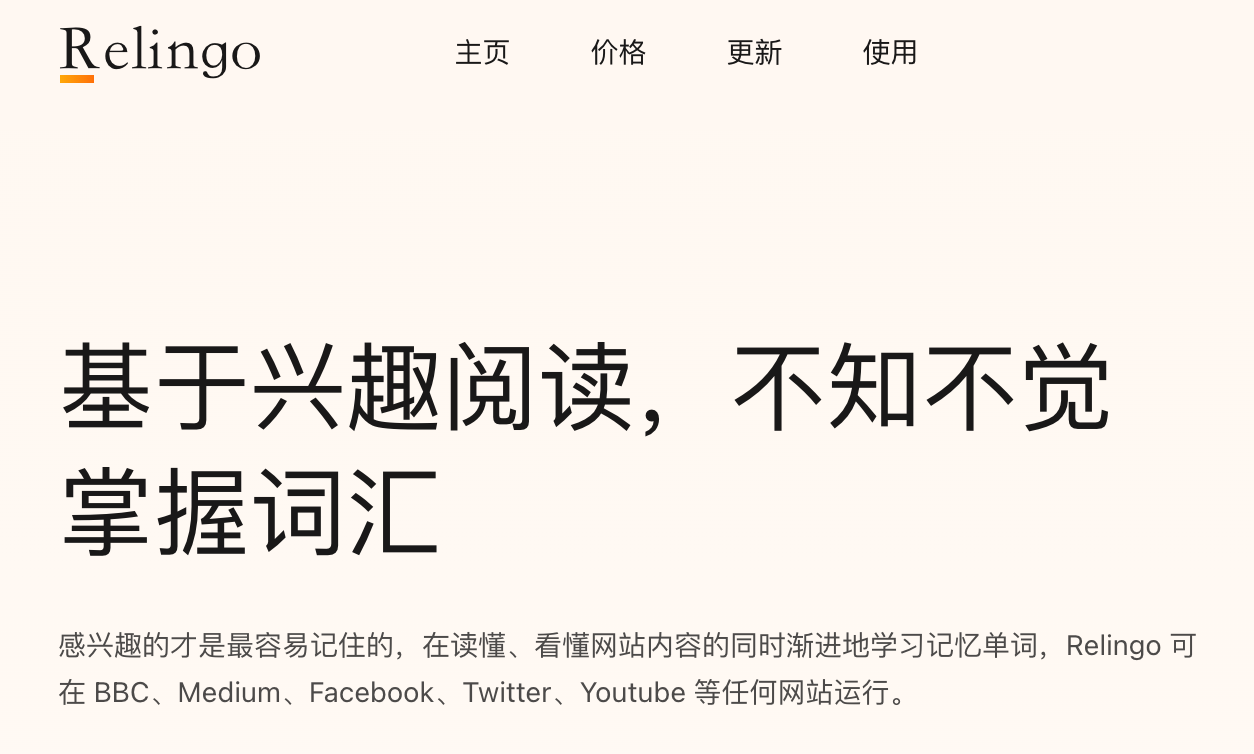 Relingo 主页 价格 更新 使用
基于兴趣阅读，不知不觉
掌握词汇
感兴趣的才是最容易记住的，在读懂、看懂网站内容的同时渐进地学习记忆单词，Relingo 可
在 BBC、Medium、Facebook、Twitter、Youtube 等任何网站运行。